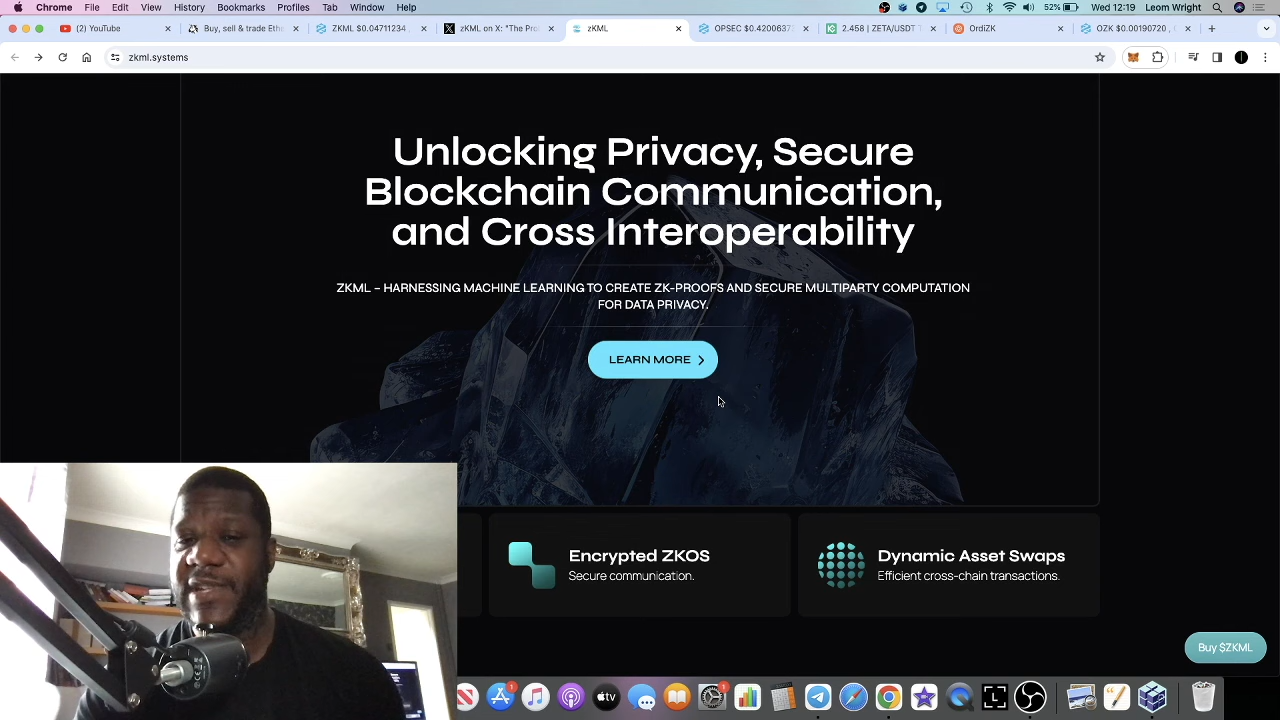 Chrome File Edit View History Bookmarks Profiles Tab Window Help 52% Wed 12:19 Leom Wright
(2) YouTube Buy, sell & trade Ethe ZKML $0.04711234 zKML on X: "The Pro zKML OPSEC $0.4200637 2.458 | ZETA/USDT OrdiZK OZK $0.00190720
zkml.systems
Unlocking Privacy, Secure
Blockchain Communication,
and Cross Interoperability
ZKML – HARNESSING MACHINE LEARNING TO CREATE ZK-PROOFS AND SECURE MULTIPARTY COMPUTATION
FOR DATA PRIVACY.
LEARN MORE
Encrypted ZKOS
Secure communication.
Dynamic Asset Swaps
Efficient cross-chain transactions.
Buy $ZKML
tv